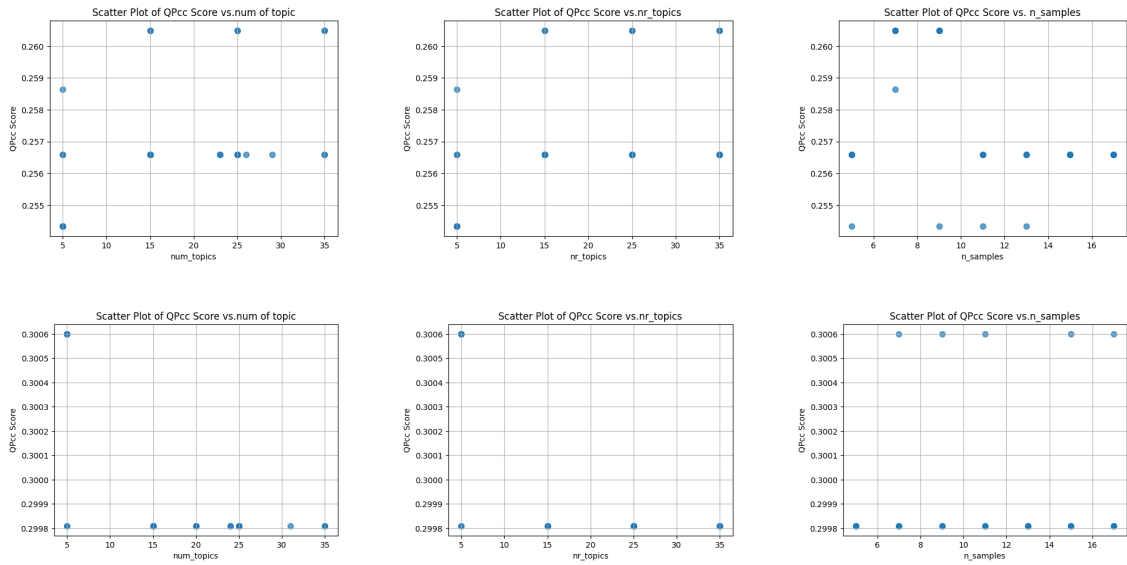 Scatter Plot of QPcc Score vs.num of topic
0.260
0.259
0.258
0.257
0.256
0.255
QPcc Score
5 10 15 20 25 30 35
num_topics
Scatter Plot of QPcc Score vs.nr_topics
0.260
0.259
0.258
0.257
0.256
0.255
QPcc Score
5 10 15 20 25 30 35
nr_topics
Scatter Plot of QPcc Score vs. n_samples
0.260
0.259
0.258
0.257
0.256
0.255
QPcc Score
6 8 10 12 14 16
n_samples
Scatter Plot of QPcc Score vs.num of topic
0.3006
0.3005
0.3004
0.3003
0.3002
0.3001
0.3000
0.2999
0.2998
QPcc Score
5 10 15 20 25 30 35
num_topics
Scatter Plot of QPcc Score vs.nr_topics
0.3006
0.3005
0.3004
0.3003
0.3002
0.3001
0.3000
0.2999
0.2998
QPcc Score
5 10 15 20 25 30 35
nr_topics
Scatter Plot of QPcc Score vs.n_samples
0.3006
0.3005
0.3004
0.3003
0.3002
0.3001
0.3000
0.2999
0.2998
QPcc Score
6 8 10 12 14 16
n_samples